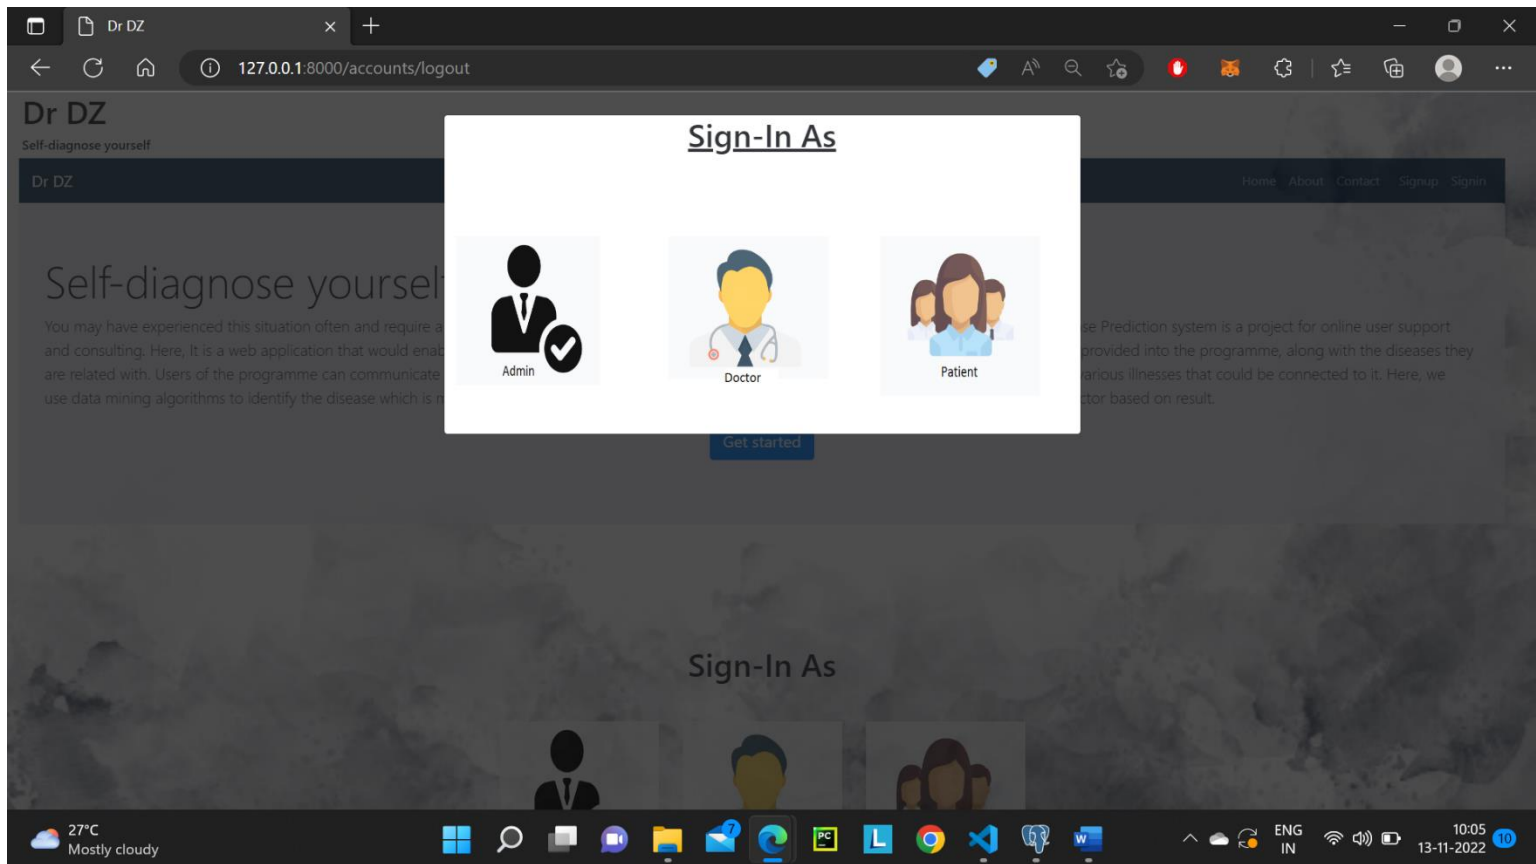 Dr DZ
127.0.0.1:8000/accounts/logout
Dr DZ
Self-diagnose yourself
Dr DZ
Home About Contact Signup Signin
Sign-In As
Admin
Doctor
Patient
Self-diagnose yoursel
You may have experienced this situation often and require a
and consulting. Here, It is a web application that would enab
are related with. Users of the programme can communicate
use data mining algorithms to identify the disease which is
se Prediction system is a project for online user support
provided into the programme, along with the diseases they
various illnesses that could be connected to it. Here, we
ctor based on result.
Get started
Sign-In As
27°C
Mostly cloudy
7
PC
L
W
ENG
IN
10:05
13-11-2022
10